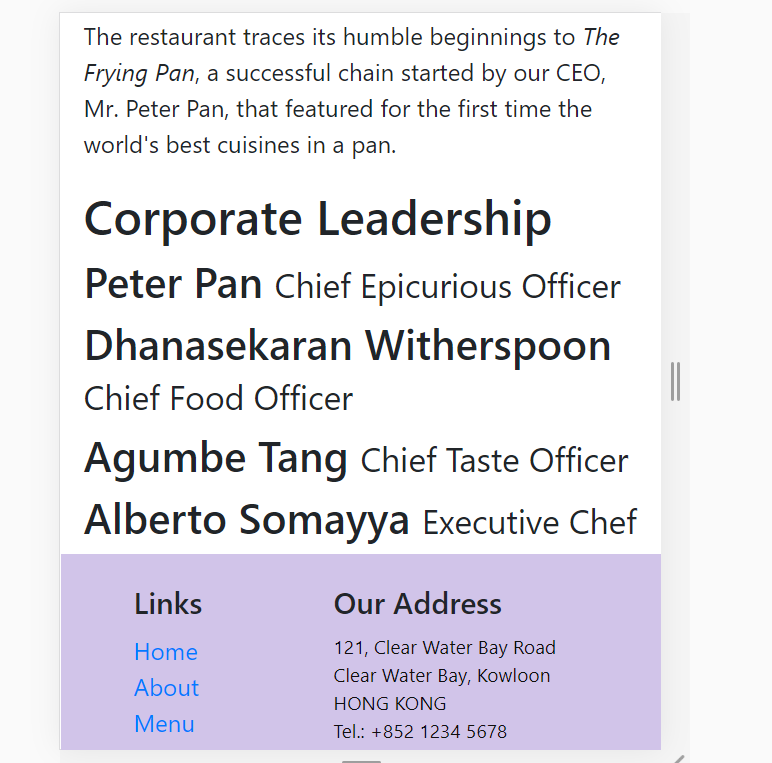 The restaurant traces its humble beginnings to The
Frying Pan, a successful chain started by our CEO,
Mr. Peter Pan, that featured for the first time the
world's best cuisines in a pan.
Corporate Leadership
Peter Pan Chief Epicurious Officer
Dhanasekaran Witherspoon
Chief Food Officer
Agumbe Tang Chief Taste Officer
Alberto Somayya Executive Chef
Links
Home
About
Menu
Our Address
121, Clear Water Bay Road
Clear Water Bay, Kowloon
HONG KONG
Tel.: +852 1234 5678